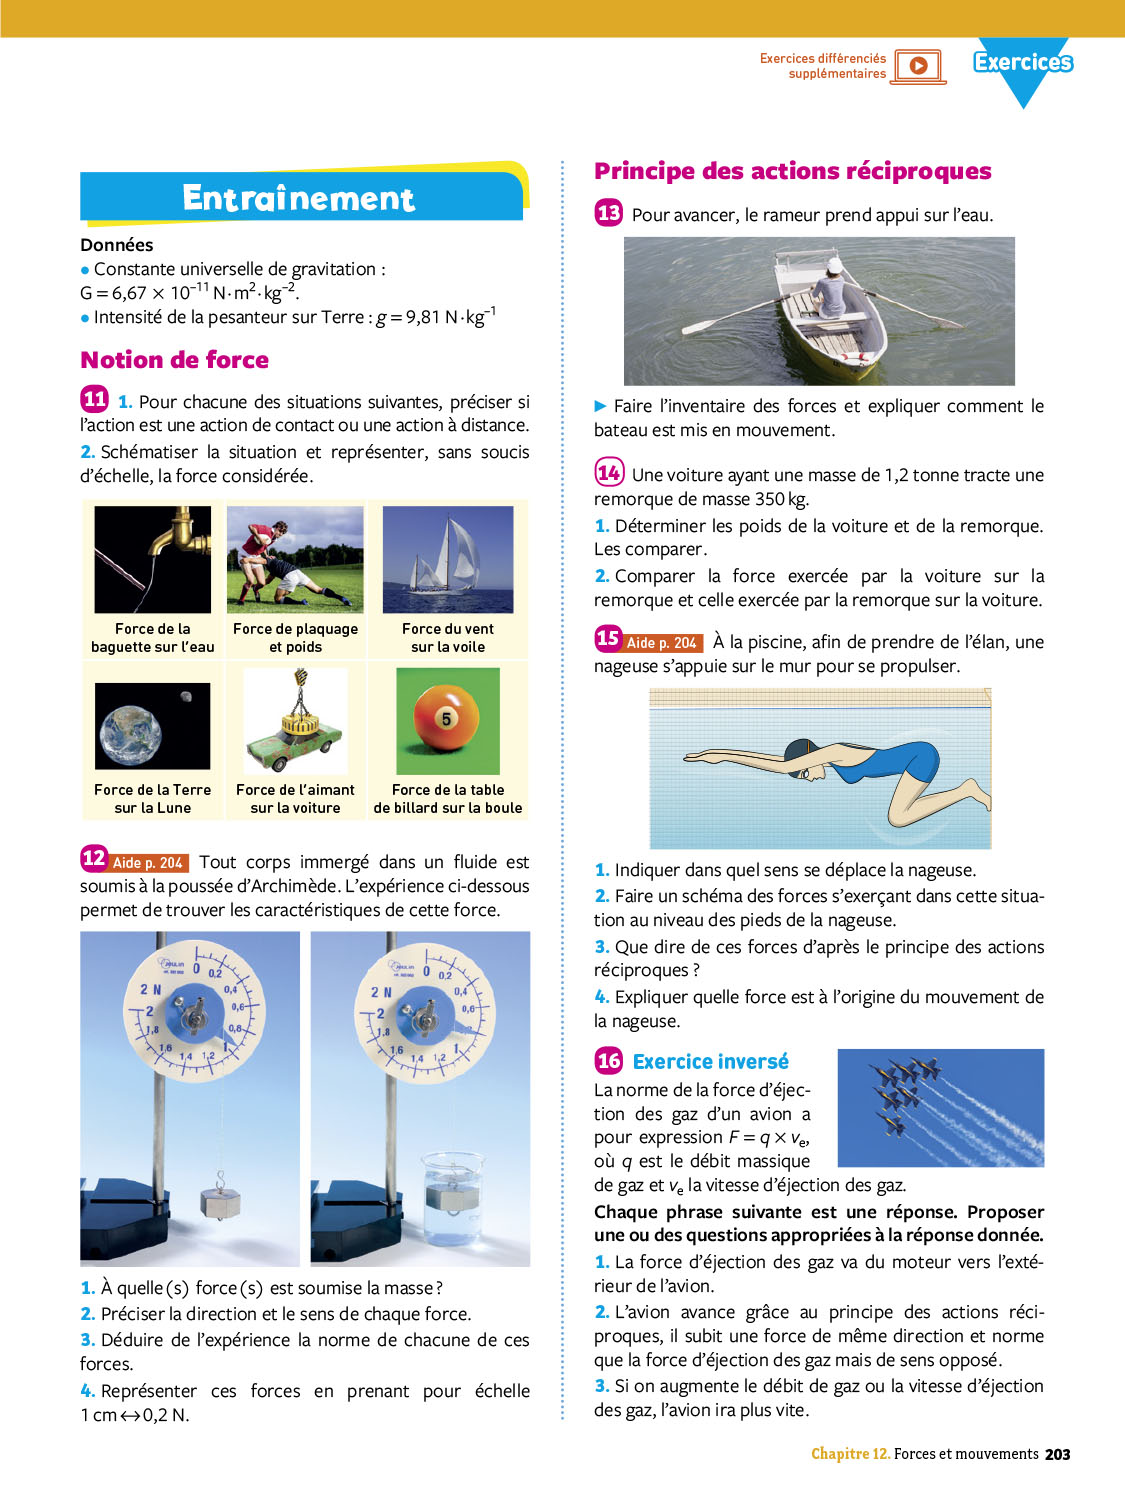 Exercices différenciés
supplémentaires
Exercices
Entraînement
Données
• Constante universelle de gravitation :
G = 6,67 × 10⁻¹¹ N·m²·kg⁻².
• Intensité de la pesanteur sur Terre : g = 9,81 N·kg⁻¹
Notion de force
11 1. Pour chacune des situations suivantes, préciser si
l'action est une action de contact ou une action à distance.
2. Schématiser la situation et représenter, sans soucis
d'échelle, la force considérée.
Force de la
baguette sur l'eau
Force de plaquage
et poids
Force du vent
sur la voile
5
Force de la Terre
sur la Lune
Force de l'aimant
sur la voiture
Force de la table
de billard sur la boule
12 Aide p. 204 Tout corps immergé dans un fluide est
soumis à la poussée d'Archimède. L'expérience ci-dessous
permet de trouver les caractéristiques de cette force.
JEULIN
0
0,2
0,4
0,6
0,8
1
1,2
1,4
1,6
1,8
2
2 N
JEULIN
0
0,2
0,4
0,6
1
1,2
1,4
1,6
1,8
2
2 N
1. À quelle(s) force(s) est soumise la masse ?
2. Préciser la direction et le sens de chaque force.
3. Déduire de l'expérience la norme de chacune de ces
forces.
4. Représenter ces forces en prenant pour échelle
1 cm ↔ 0,2 N.
Principe des actions réciproques
13 Pour avancer, le rameur prend appui sur l'eau.
► Faire l'inventaire des forces et expliquer comment le
bateau est mis en mouvement.
14 Une voiture ayant une masse de 1,2 tonne tracte une
remorque de masse 350 kg.
1. Déterminer les poids de la voiture et de la remorque.
Les comparer.
2. Comparer la force exercée par la voiture sur la
remorque et celle exercée par la remorque sur la voiture.
15 Aide p. 204 À la piscine, afin de prendre de l'élan, une
nageuse s'appuie sur le mur pour se propulser.
1. Indiquer dans quel sens se déplace la nageuse.
2. Faire un schéma des forces s'exerçant dans cette situa-
tion au niveau des pieds de la nageuse.
3. Que dire de ces forces d'après le principe des actions
réciproques ?
4. Expliquer quelle force est à l'origine du mouvement de
la nageuse.
16 Exercice inversé
La norme de la force d'éjec-
tion des gaz d'un avion a
pour expression F = q × vₑ,
où q est le débit massique
de gaz et vₑ la vitesse d'éjection des gaz.
Chaque phrase suivante est une réponse. Proposer
une ou des questions appropriées à la réponse donnée.
1. La force d'éjection des gaz va du moteur vers l'exté-
rieur de l'avion.
2. L'avion avance grâce au principe des actions réci-
proques, il subit une force de même direction et norme
que la force d'éjection des gaz mais de sens opposé.
3. Si on augmente le débit de gaz ou la vitesse d'éjection
des gaz, l'avion ira plus vite.
Chapitre 12. Forces et mouvements 203